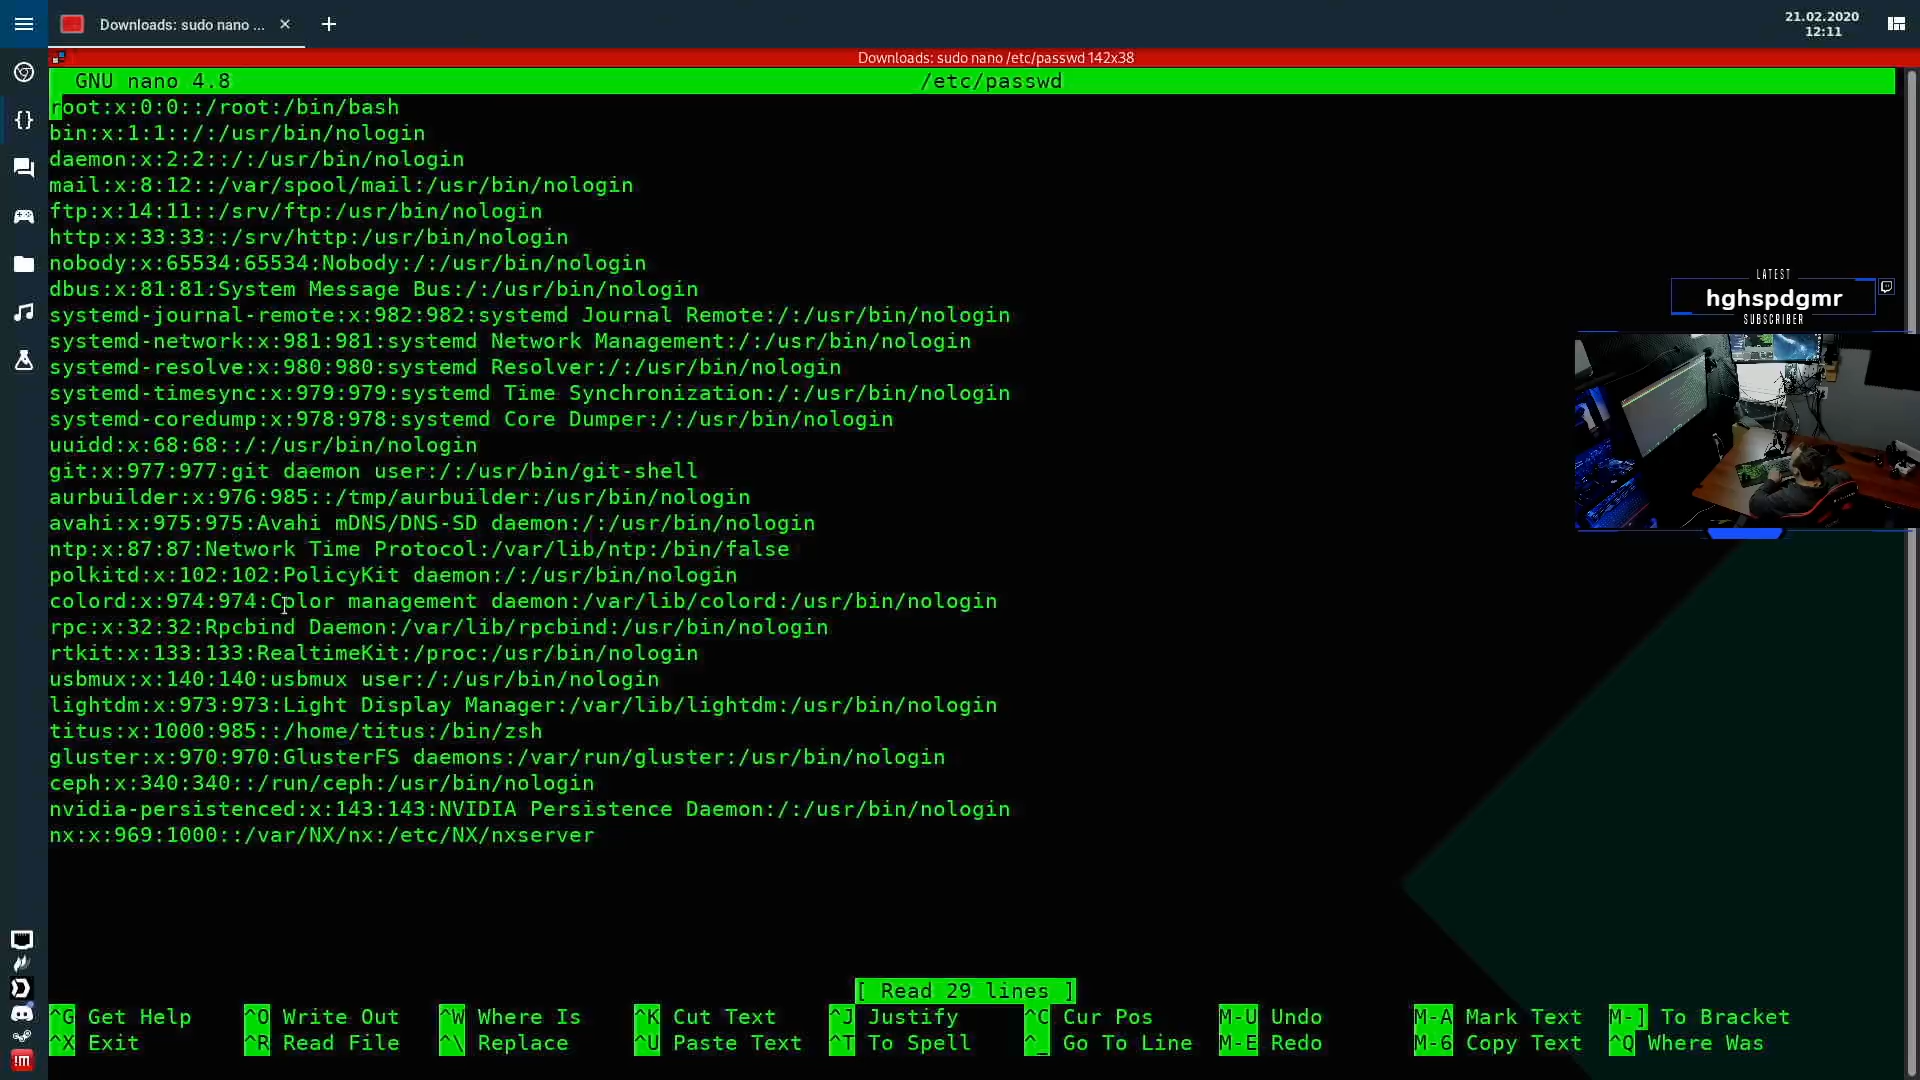 Downloads: sudo nano ...
21.02.2020
12:11
Downloads: sudo nano /etc/passwd 142x38
GNU nano 4.8 /etc/passwd
root:x:0:0::/root:/bin/bash
bin:x:1:1::/:/usr/bin/nologin
daemon:x:2:2::/:/usr/bin/nologin
mail:x:8:12::/var/spool/mail:/usr/bin/nologin
ftp:x:14:11::/srv/ftp:/usr/bin/nologin
http:x:33:33::/srv/http:/usr/bin/nologin
nobody:x:65534:65534:Nobody:/:/usr/bin/nologin
dbus:x:81:81:System Message Bus:/:/usr/bin/nologin
systemd-journal-remote:x:982:982:systemd Journal Remote:/:/usr/bin/nologin
systemd-network:x:981:981:systemd Network Management:/:/usr/bin/nologin
systemd-resolve:x:980:980:systemd Resolver:/:/usr/bin/nologin
systemd-timesync:x:979:979:systemd Time Synchronization:/:/usr/bin/nologin
systemd-coredump:x:978:978:systemd Core Dumper:/:/usr/bin/nologin
uuidd:x:68:68::/:/usr/bin/nologin
git:x:977:977:git daemon user:/:/usr/bin/git-shell
aurbuilder:x:976:985::/tmp/aurbuilder:/usr/bin/nologin
avahi:x:975:975:Avahi mDNS/DNS-SD daemon:/:/usr/bin/nologin
ntp:x:87:87:Network Time Protocol:/var/lib/ntp:/bin/false
polkitd:x:102:102:PolicyKit daemon:/:/usr/bin/nologin
colord:x:974:974:Color management daemon:/var/lib/colord:/usr/bin/nologin
rpc:x:32:32:Rpcbind Daemon:/var/lib/rpcbind:/usr/bin/nologin
rtkit:x:133:133:RealtimeKit:/proc:/usr/bin/nologin
usbmux:x:140:140:usbmux user:/:/usr/bin/nologin
lightdm:x:973:973:Light Display Manager:/var/lib/lightdm:/usr/bin/nologin
titus:x:1000:985::/home/titus:/bin/zsh
gluster:x:970:970:GlusterFS daemons:/var/run/gluster:/usr/bin/nologin
ceph:x:340:340::/run/ceph:/usr/bin/nologin
nvidia-persistenced:x:143:143:NVIDIA Persistence Daemon:/:/usr/bin/nologin
nx:x:969:1000::/var/NX/nx:/etc/NX/nxserver
LATEST
hghspdgmr
SUBSCRIBER
[ Read 29 lines ]
^G Get Help ^O Write Out ^W Where Is ^K Cut Text ^J Justify ^C Cur Pos M-U Undo M-A Mark Text M-] To Bracket
^X Exit ^R Read File ^\ Replace ^U Paste Text ^T To Spell ^_ Go To Line M-E Redo M-6 Copy Text ^Q Where Was
!m